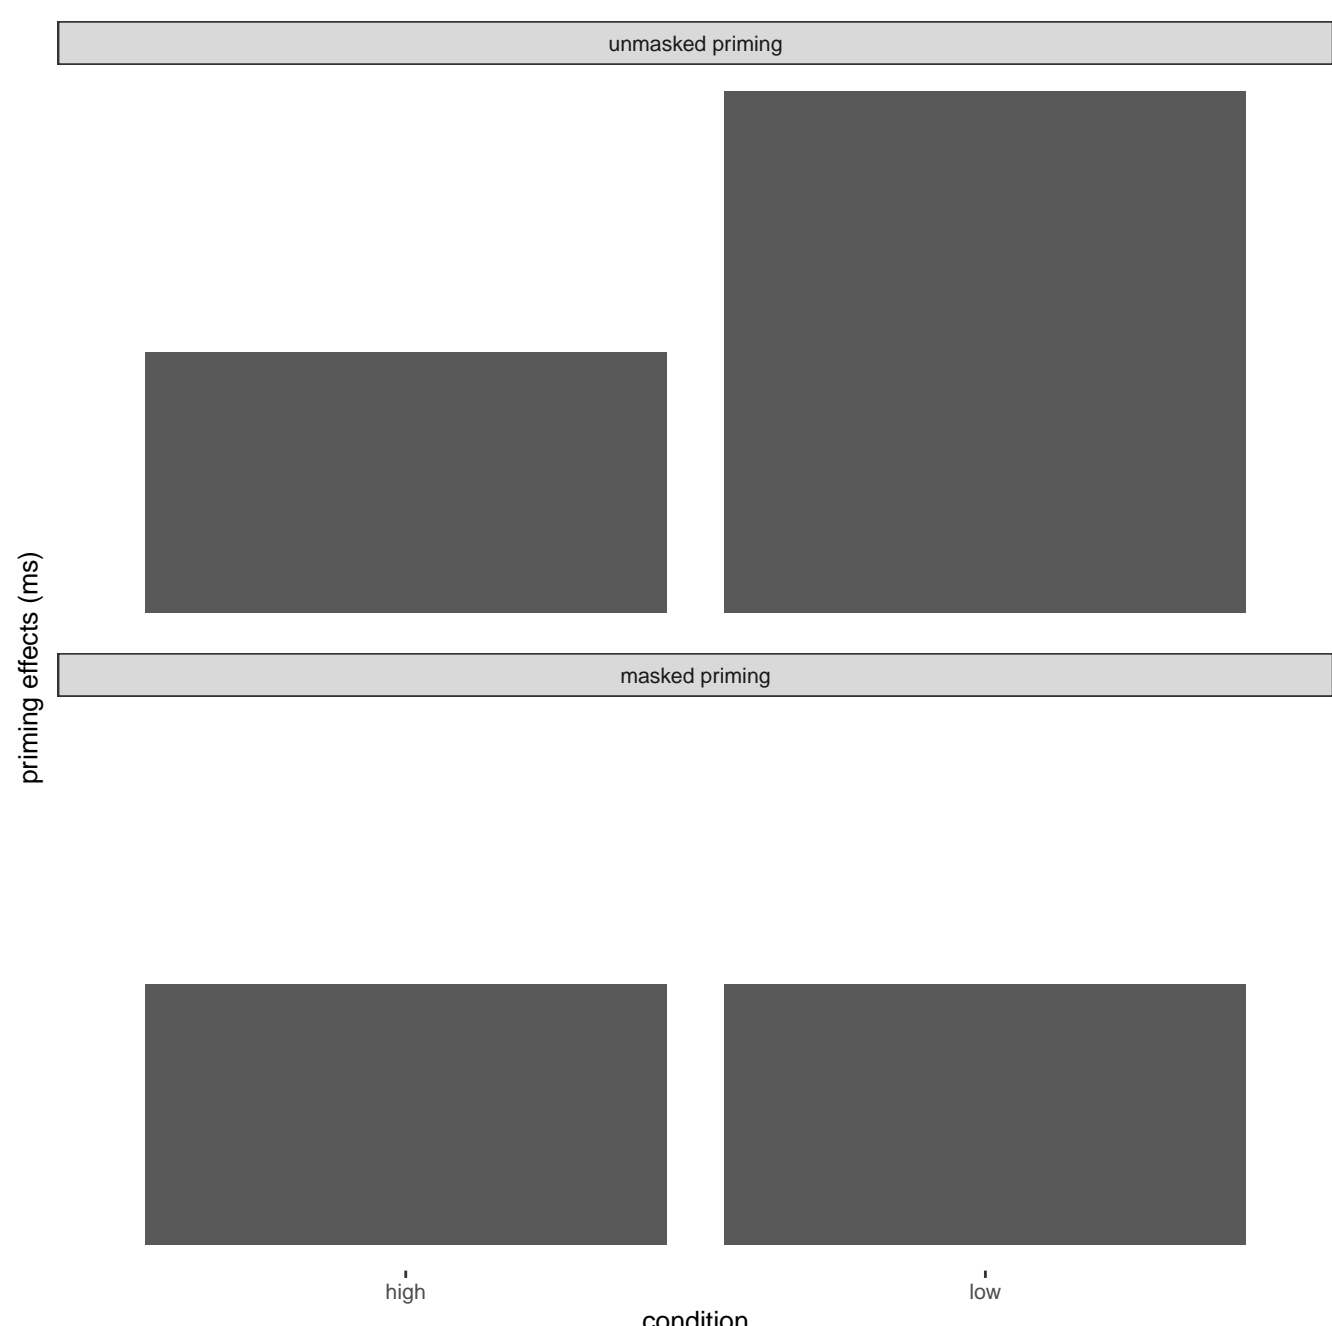 unmasked priming
priming effects (ms)
masked priming
high
low
condition